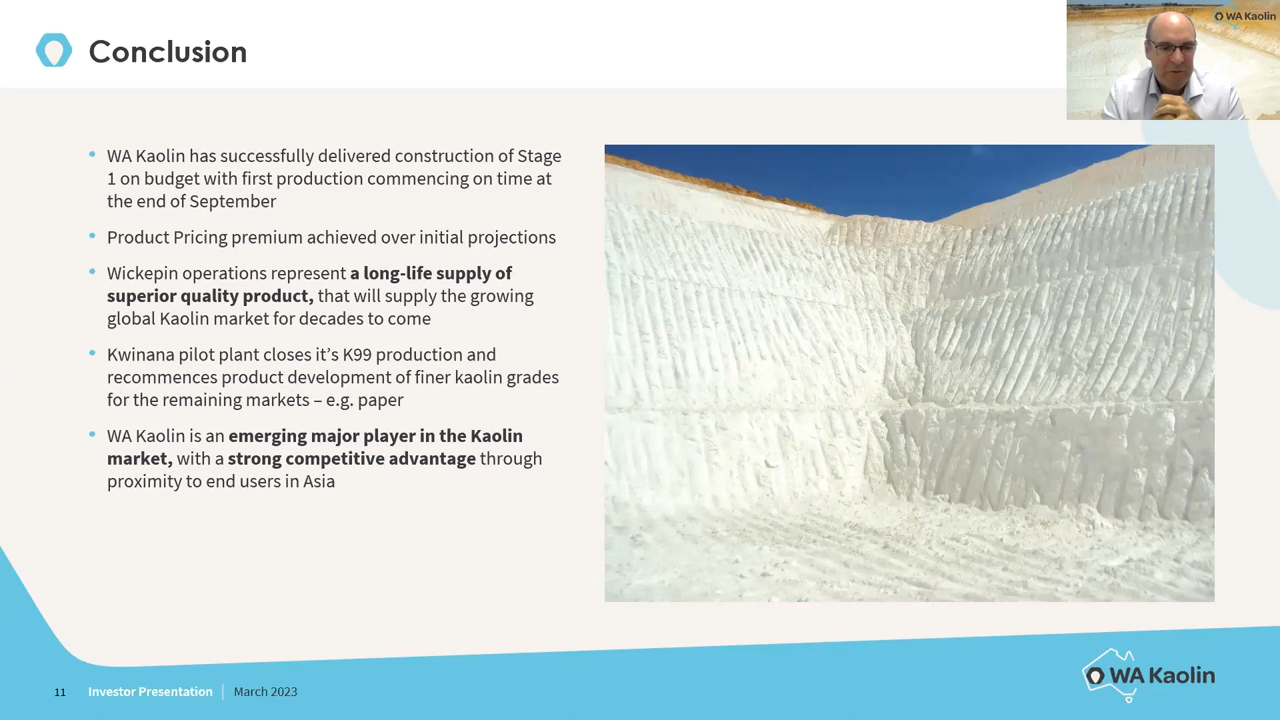 WA Kaolin
Conclusion
WA Kaolin has successfully delivered construction of Stage
1 on budget with first production commencing on time at
the end of September
Product Pricing premium achieved over initial projections
Wickepin operations represent a long-life supply of
superior quality product, that will supply the growing
global Kaolin market for decades to come
Kwinana pilot plant closes it's K99 production and
recommences product development of finer kaolin grades
for the remaining markets – e.g. paper
WA Kaolin is an emerging major player in the Kaolin
market, with a strong competitive advantage through
proximity to end users in Asia
11 Investor Presentation | March 2023
WA Kaolin